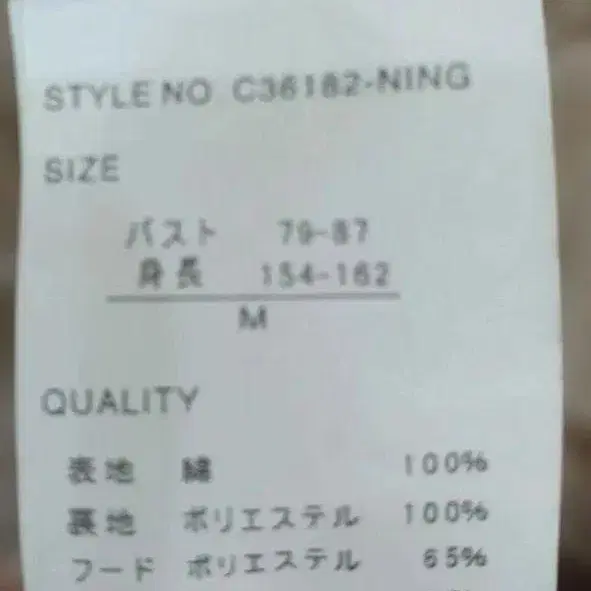 STYLE NO C36182-NING
SIZE
バスト 79-87
身長 154-162
M
QUALITY
表地 綿 100%
裏地 ポリエステル 100%
フード ポリエステル 65%